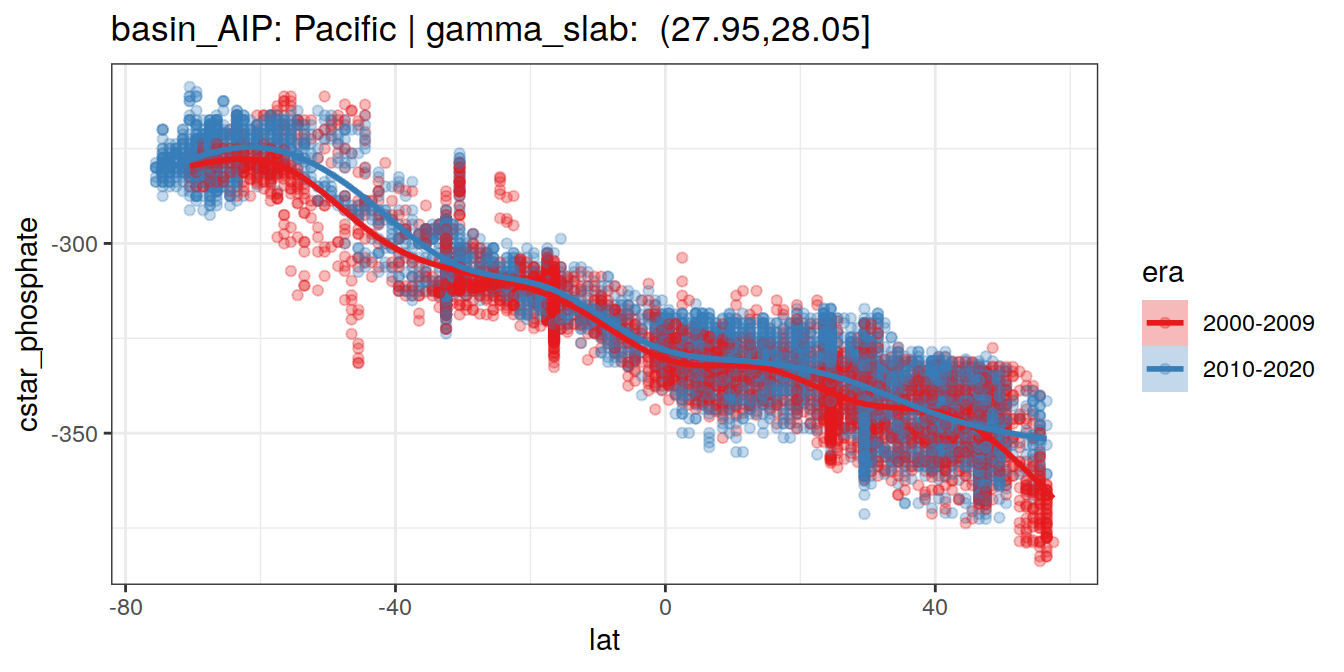 basin_AIP: Pacific | gamma_slab:  (27.95,28.05]
cstar_phosphate
-300
-350
-80
-40
0
40
lat
era
2000-2009
2010-2020